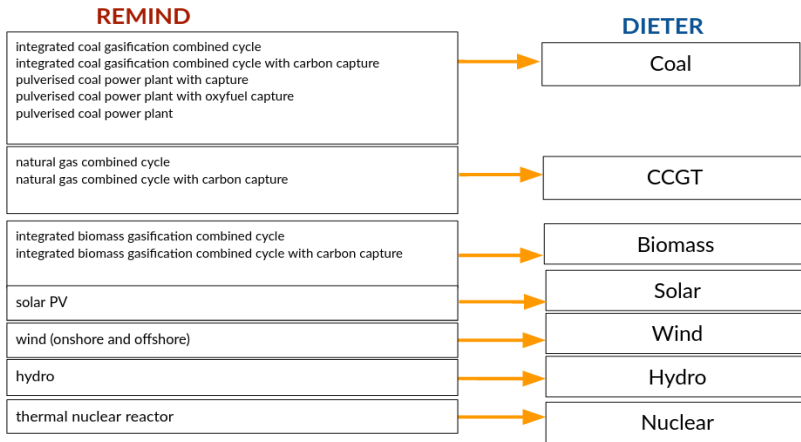 REMIND
DIETER
integrated coal gasification combined cycle
integrated coal gasification combined cycle with carbon capture
pulverised coal power plant with capture
pulverised coal power plant with oxyfuel capture
pulverised coal power plant
Coal
natural gas combined cycle
natural gas combined cycle with carbon capture
CCGT
integrated biomass gasification combined cycle
integrated biomass gasification combined cycle with carbon capture
Biomass
solar PV
Solar
wind (onshore and offshore)
Wind
hydro
Hydro
thermal nuclear reactor
Nuclear